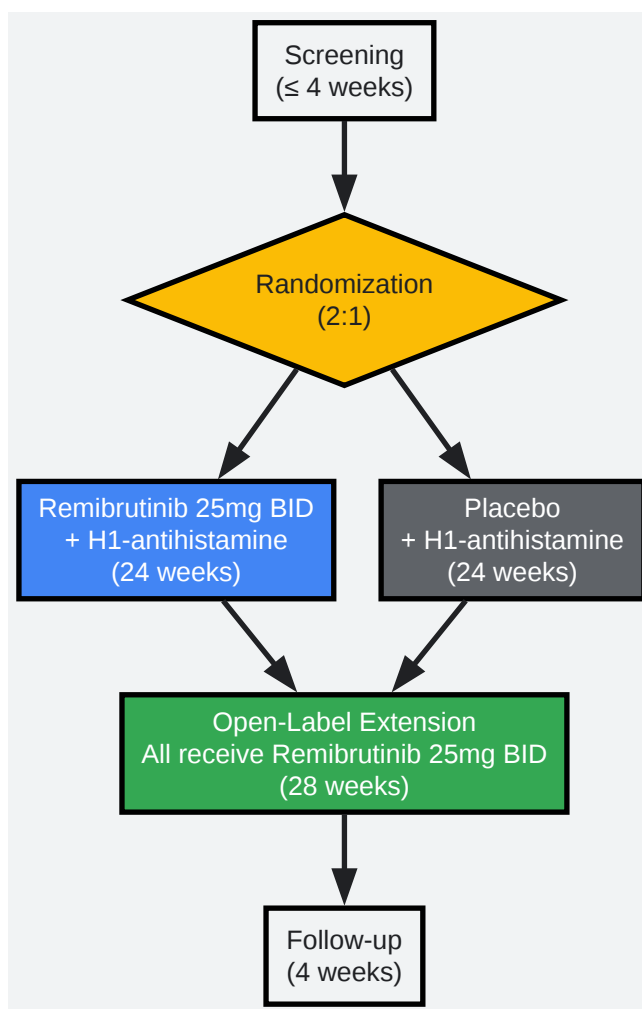 Screening
(≤ 4 weeks)
Randomization
(2:1)
Remibrutinib 25mg BID
+ H1-antihistamine
(24 weeks)
Placebo
+ H1-antihistamine
(24 weeks)
Open-Label Extension
All receive Remibrutinib 25mg BID
(28 weeks)
Follow-up
(4 weeks)